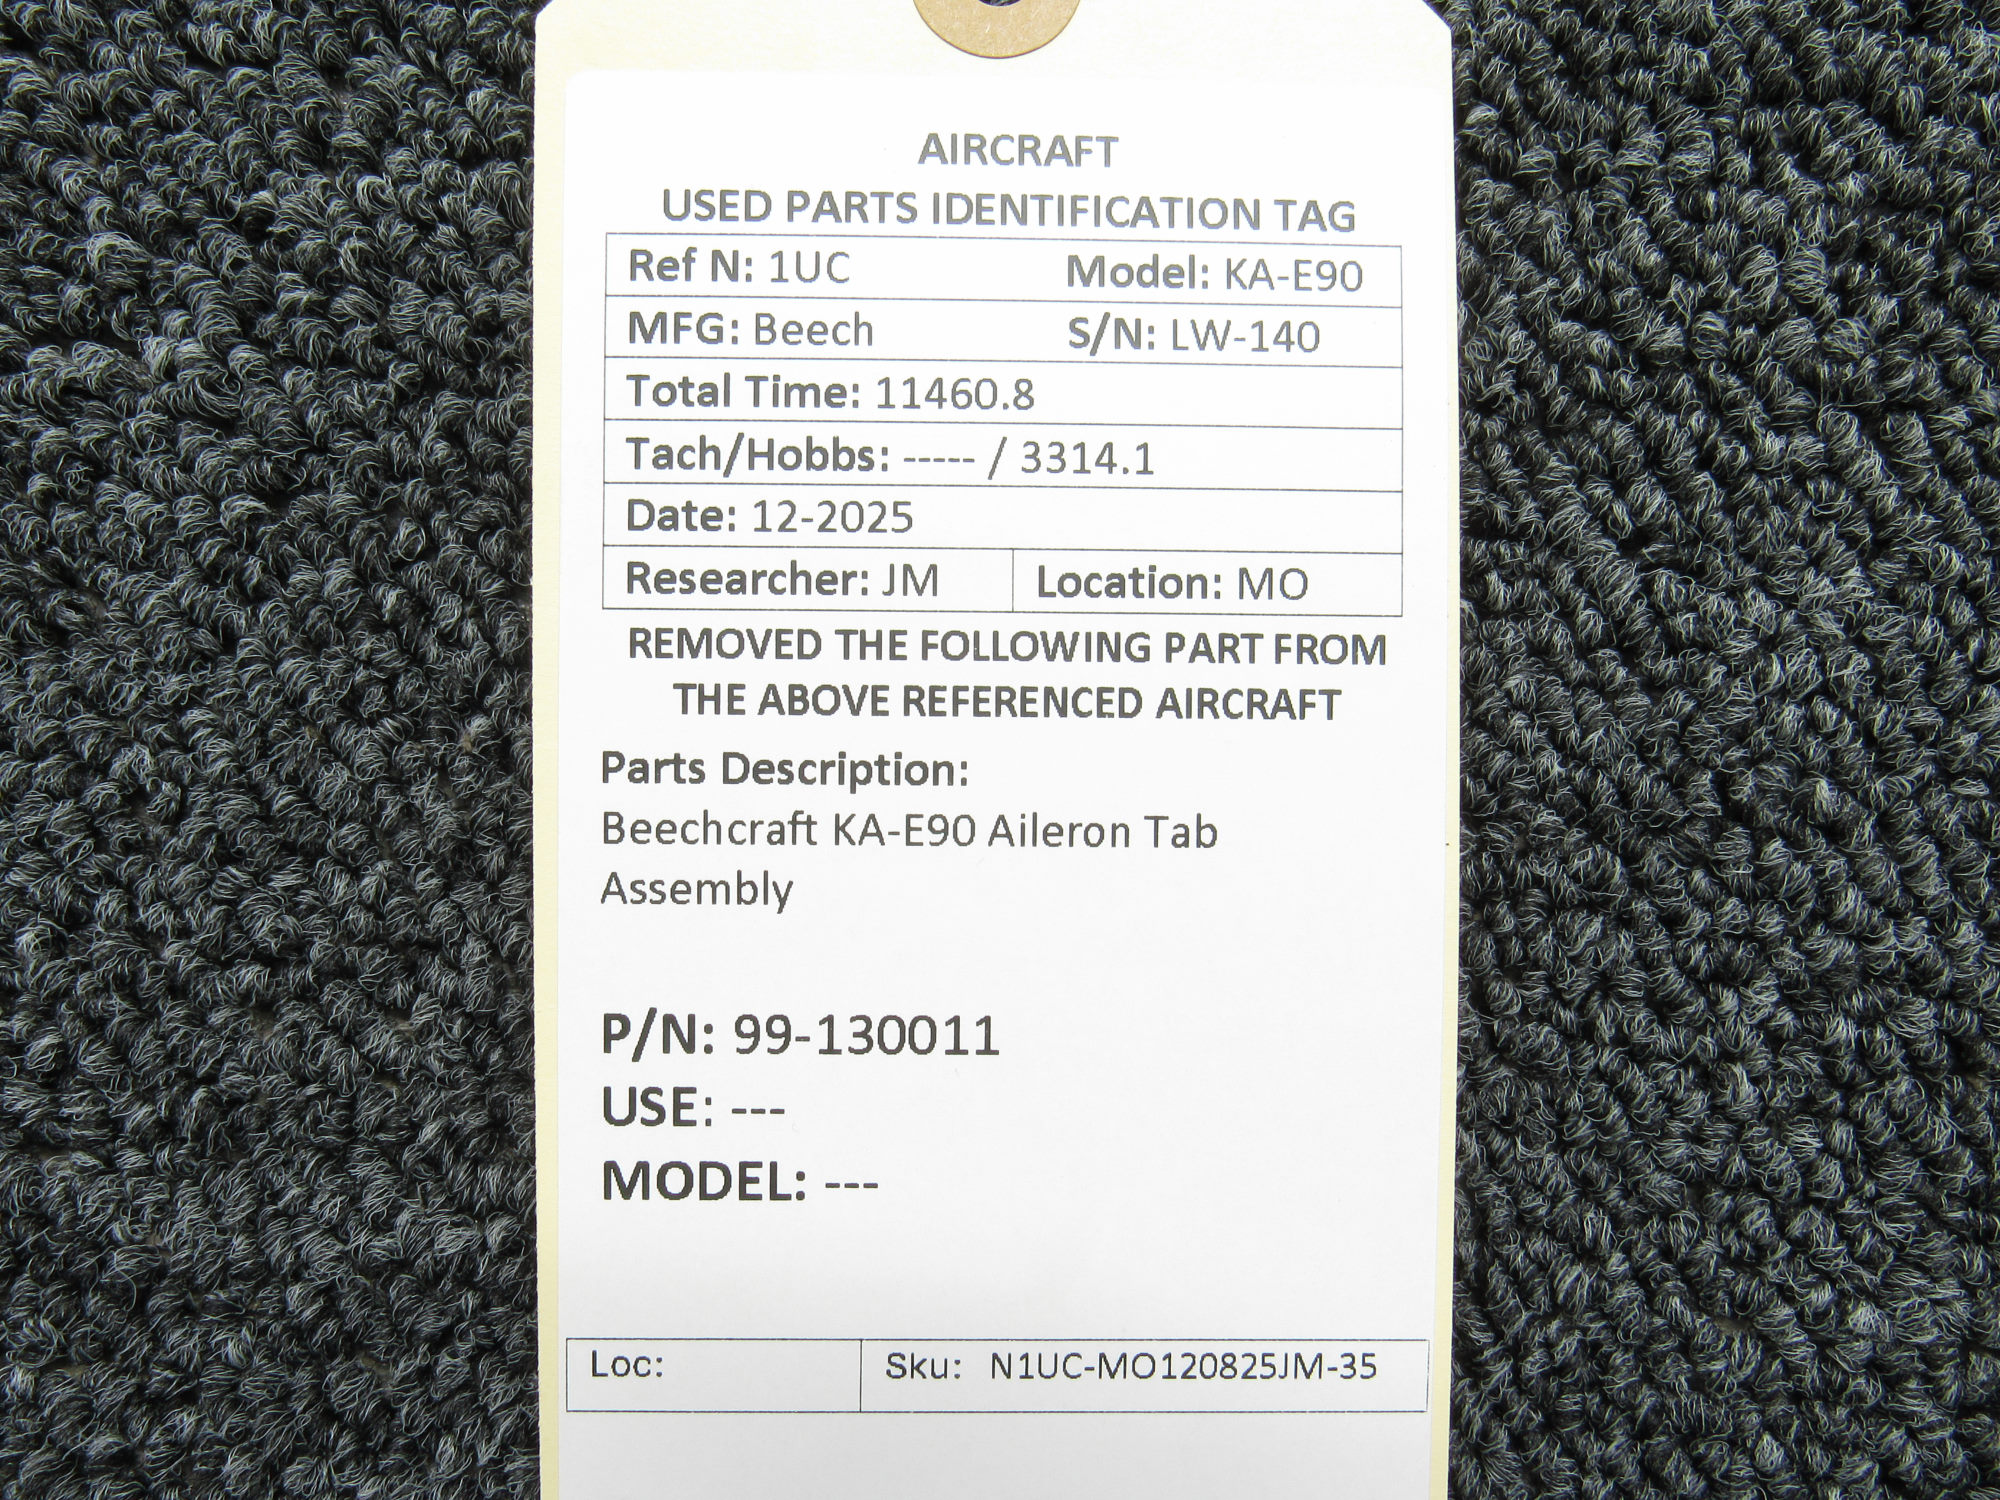 AIRCRAFT
USED PARTS IDENTIFICATION TAG
Ref N: 1UC Model: KA-E90
MFG: Beech S/N: LW-140
Total Time: 11460.8
Tach/Hobbs: ----- / 3314.1
Date: 12-2025
Researcher: JM Location: MO
REMOVED THE FOLLOWING PART FROM
THE ABOVE REFERENCED AIRCRAFT
Parts Description:
Beechcraft KA-E90 Aileron Tab
Assembly
P/N: 99-130011
USE: ---
MODEL: ---
Loc: Sku: N1UC-MO120825JM-35